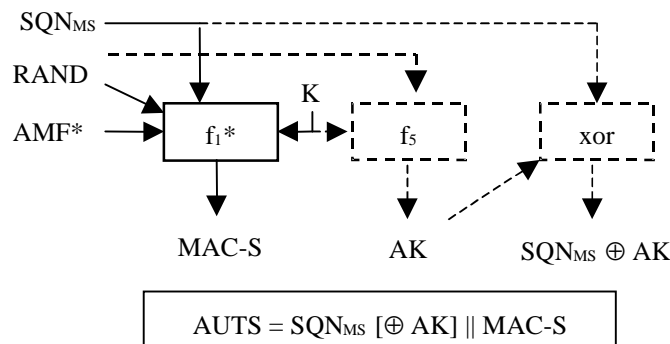 SQNMS
RAND
K
AMF*
f1*
f5
xor
MAC-S
AK
SQNMS ⊕ AK
AUTS = SQNMS [⊕ AK] || MAC-S